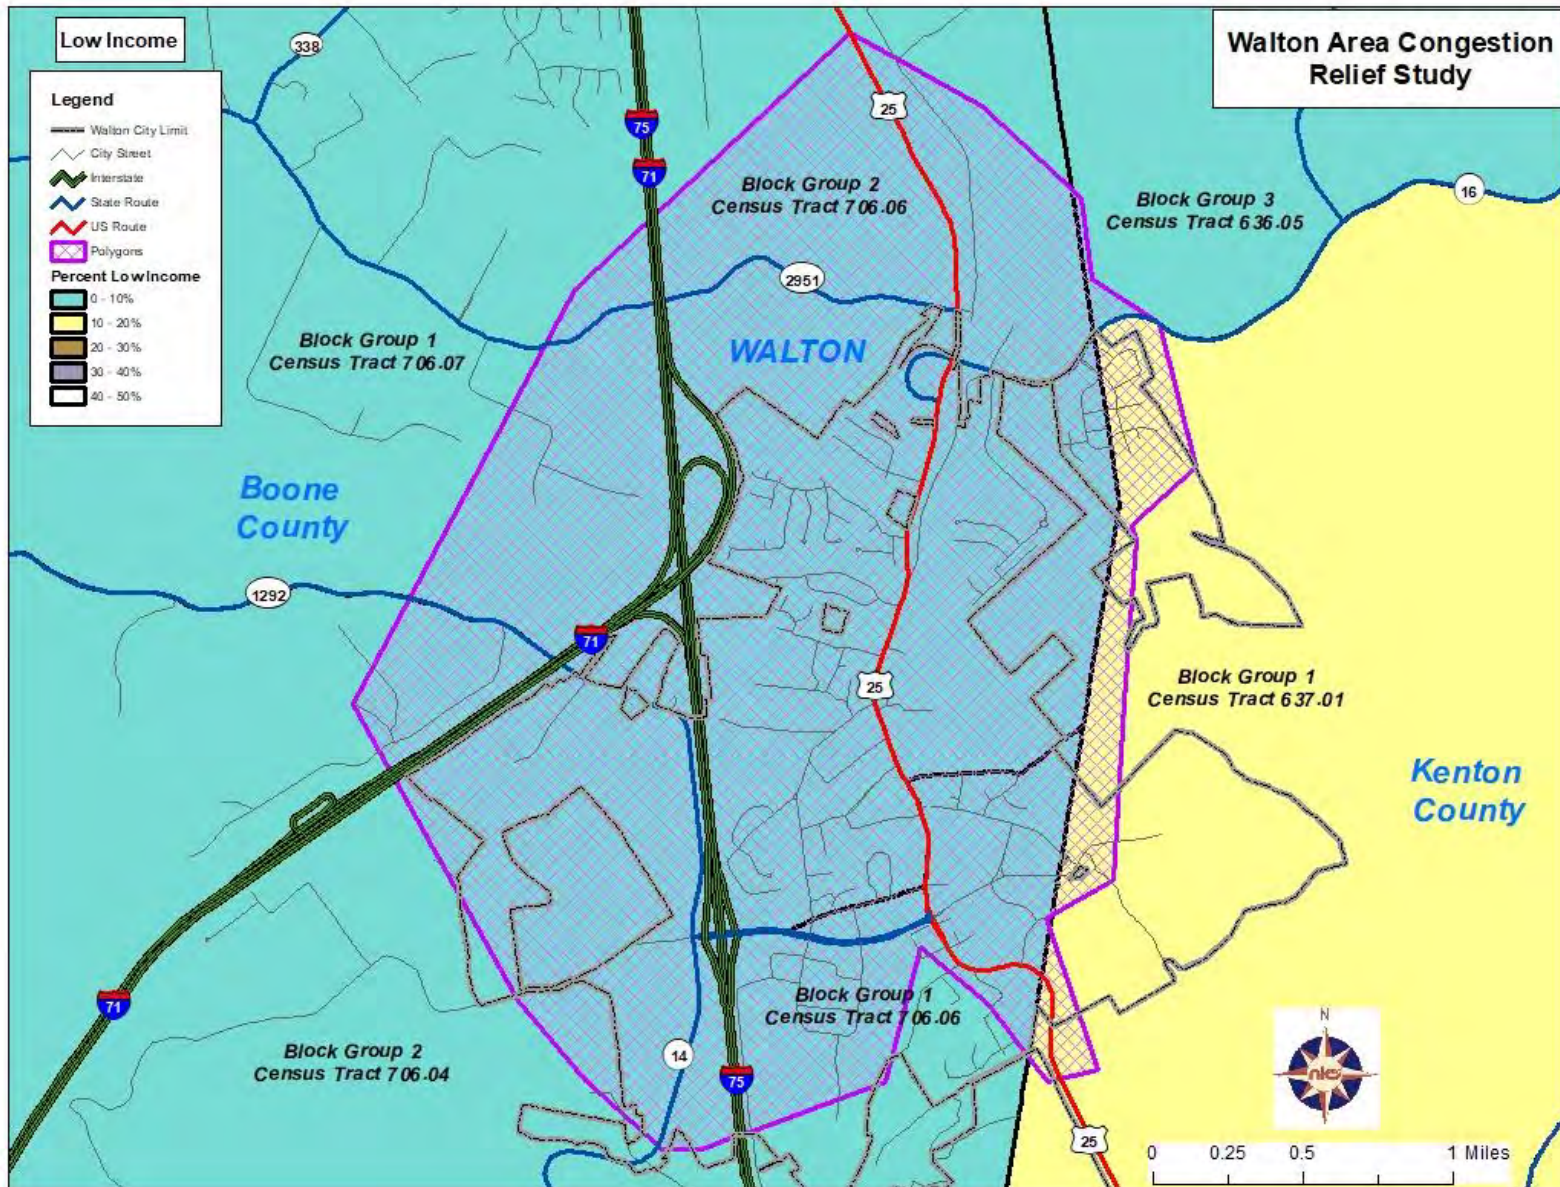 Low Income
Walton Area Congestion
Relief Study
Legend
Walton City Limit
City Street
Interstate
State Route
US Route
Polygons
Percent Low Income
0 - 10%
10 - 20%
20 - 30%
30 - 40%
40 - 50%
338
75
71
25
16
Block Group 2
Census Tract 706.06
Block Group 3
Census Tract 636.05
2951
Block Group 1
Census Tract 706.07
WALTON
Boone
County
1292
71
25
Block Group 1
Census Tract 637.01
Kenton
County
71
Block Group 1
Census Tract 706.06
Block Group 2
Census Tract 706.04
14
75
25
N
0 0.25 0.5 1 Miles